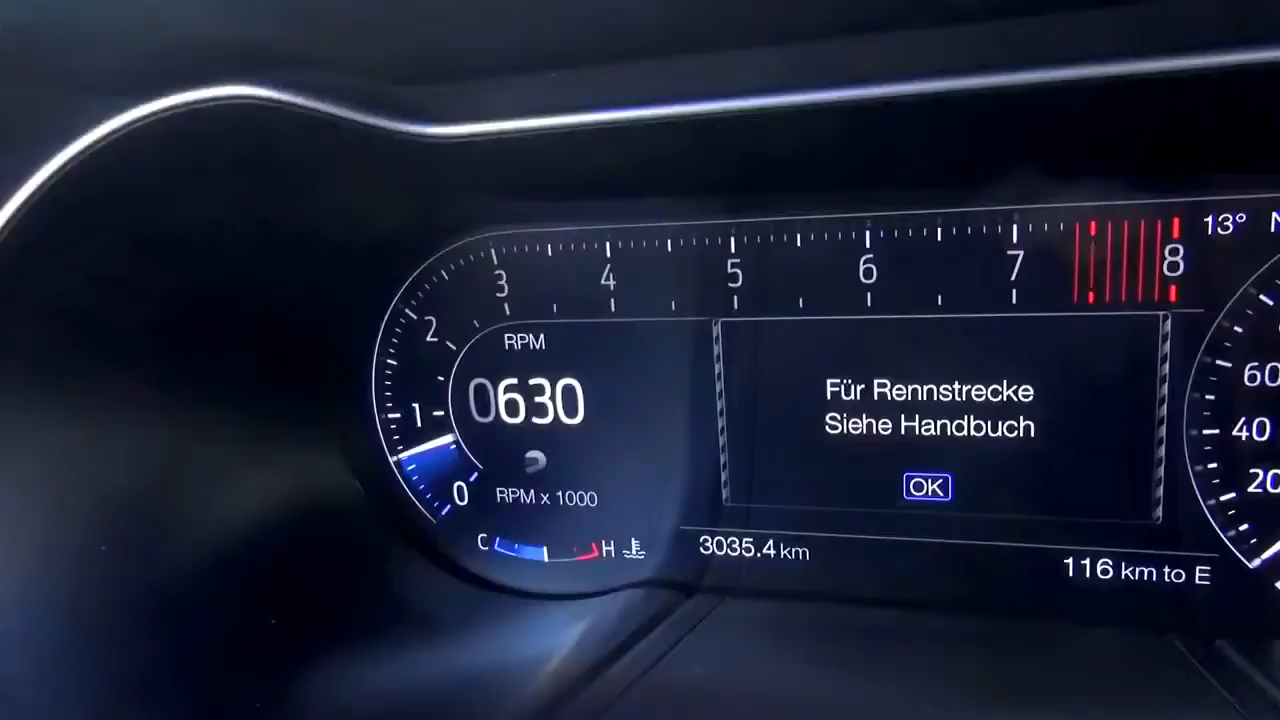 3 4 5 6 7 8 13° N
2
RPM
0630
1
0 RPM x 1000
C H
Für Rennstrecke
Siehe Handbuch
OK
3035.4 km
116 km to E
60
40
20